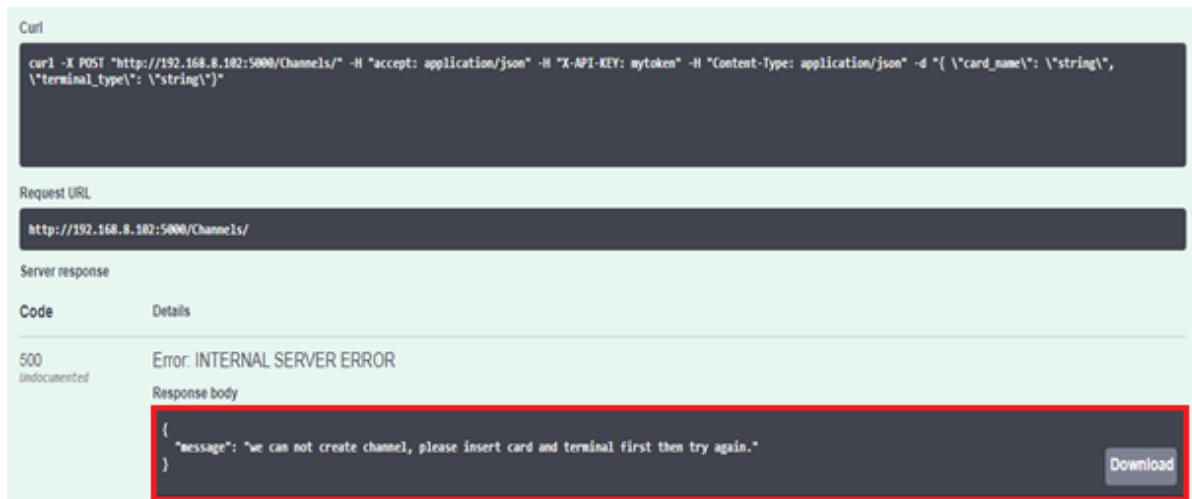 Curl
curl -X POST "http://192.168.8.102:5000/Channels/" -H "accept: application/json" -H "X-API-KEY: mytoken" -H "Content-Type: application/json" -d "{ \"card_name\": \"string\",
\"terminal_type\": \"string\"}"
Request URL
http://192.168.8.102:5000/Channels/
Server response
Code Details
500 Error: INTERNAL SERVER ERROR
Undocumented
Response body
{
"message": "we can not create channel, please insert card and terminal first then try again."
}
Download